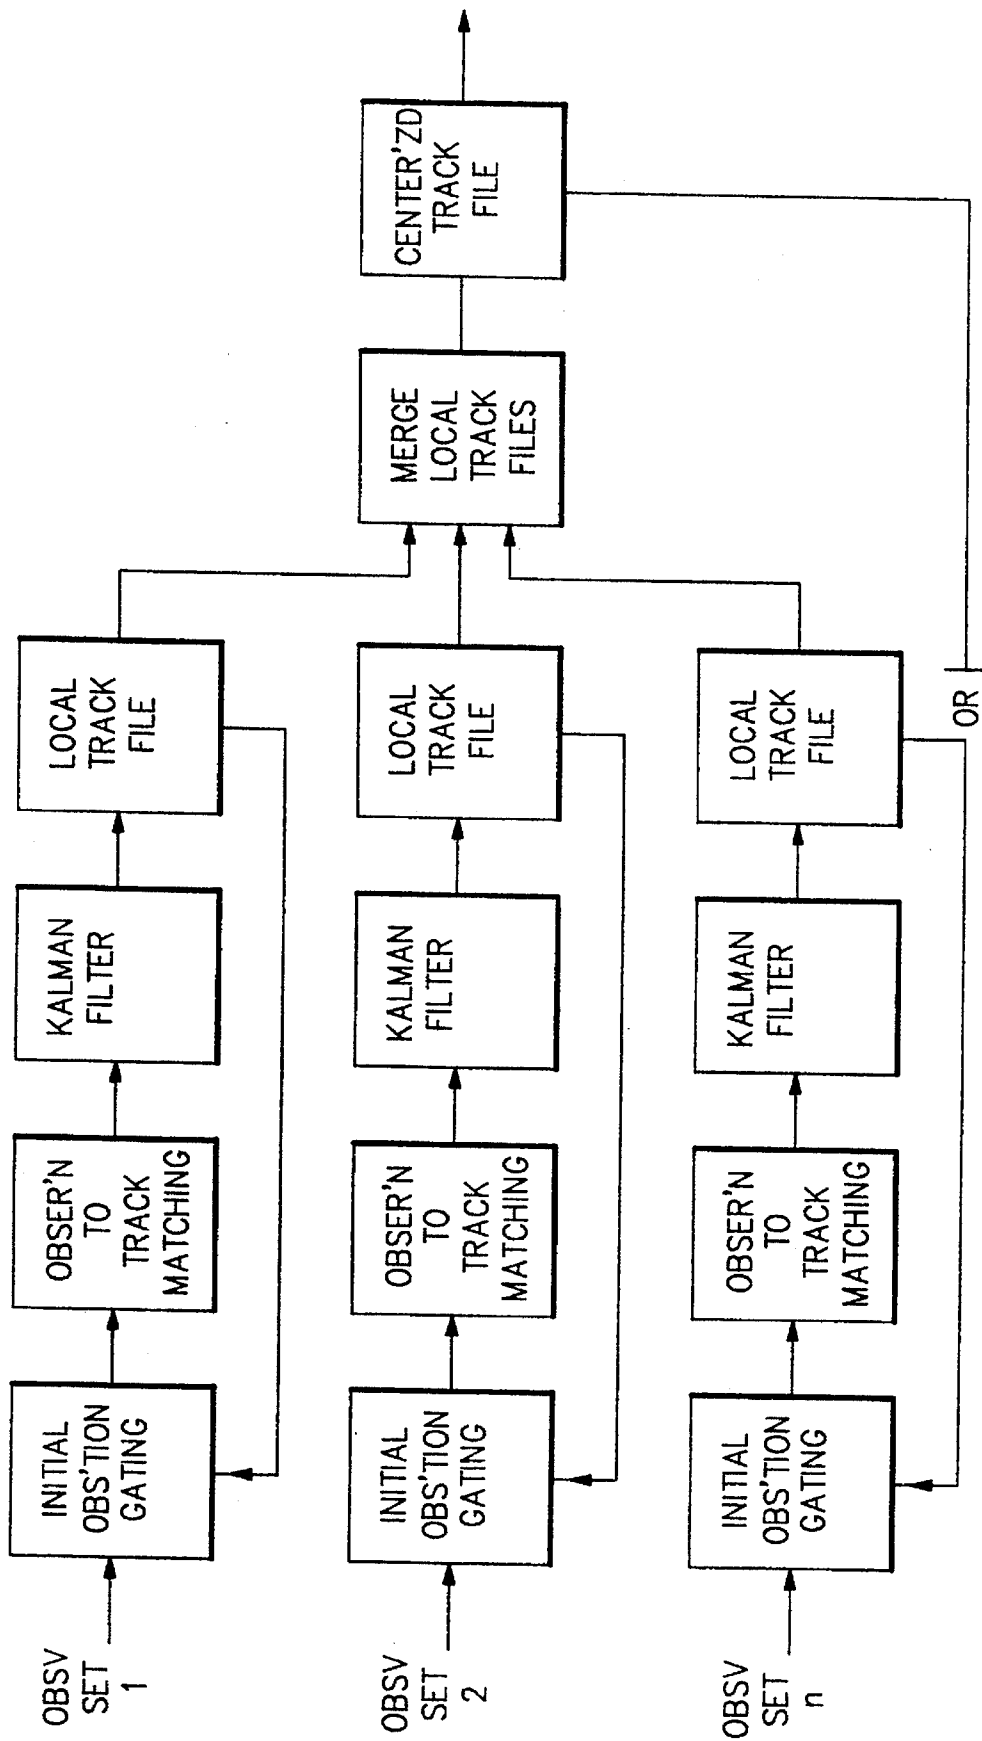 OBSV
SET
1
INITIAL
OBS'TION
GATING
OBSER'N
TO
TRACK
MATCHING
KALMAN
FILTER
LOCAL
TRACK
FILE
OBSV
SET
2
INITIAL
OBS'TION
GATING
OBSER'N
TO
TRACK
MATCHING
KALMAN
FILTER
LOCAL
TRACK
FILE
MERGE
LOCAL
TRACK
FILES
CENTER'ZD
TRACK
FILE
OBSV
SET
n
INITIAL
OBS'TION
GATING
OBSER'N
TO
TRACK
MATCHING
KALMAN
FILTER
LOCAL
TRACK
FILE
OR